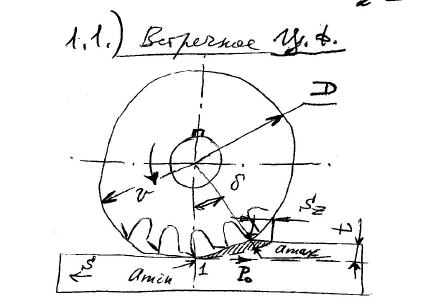 1.1.) Встречное Ц.Ф.
D
v
δ
Sz
t
S
amin
1
P₀
amax